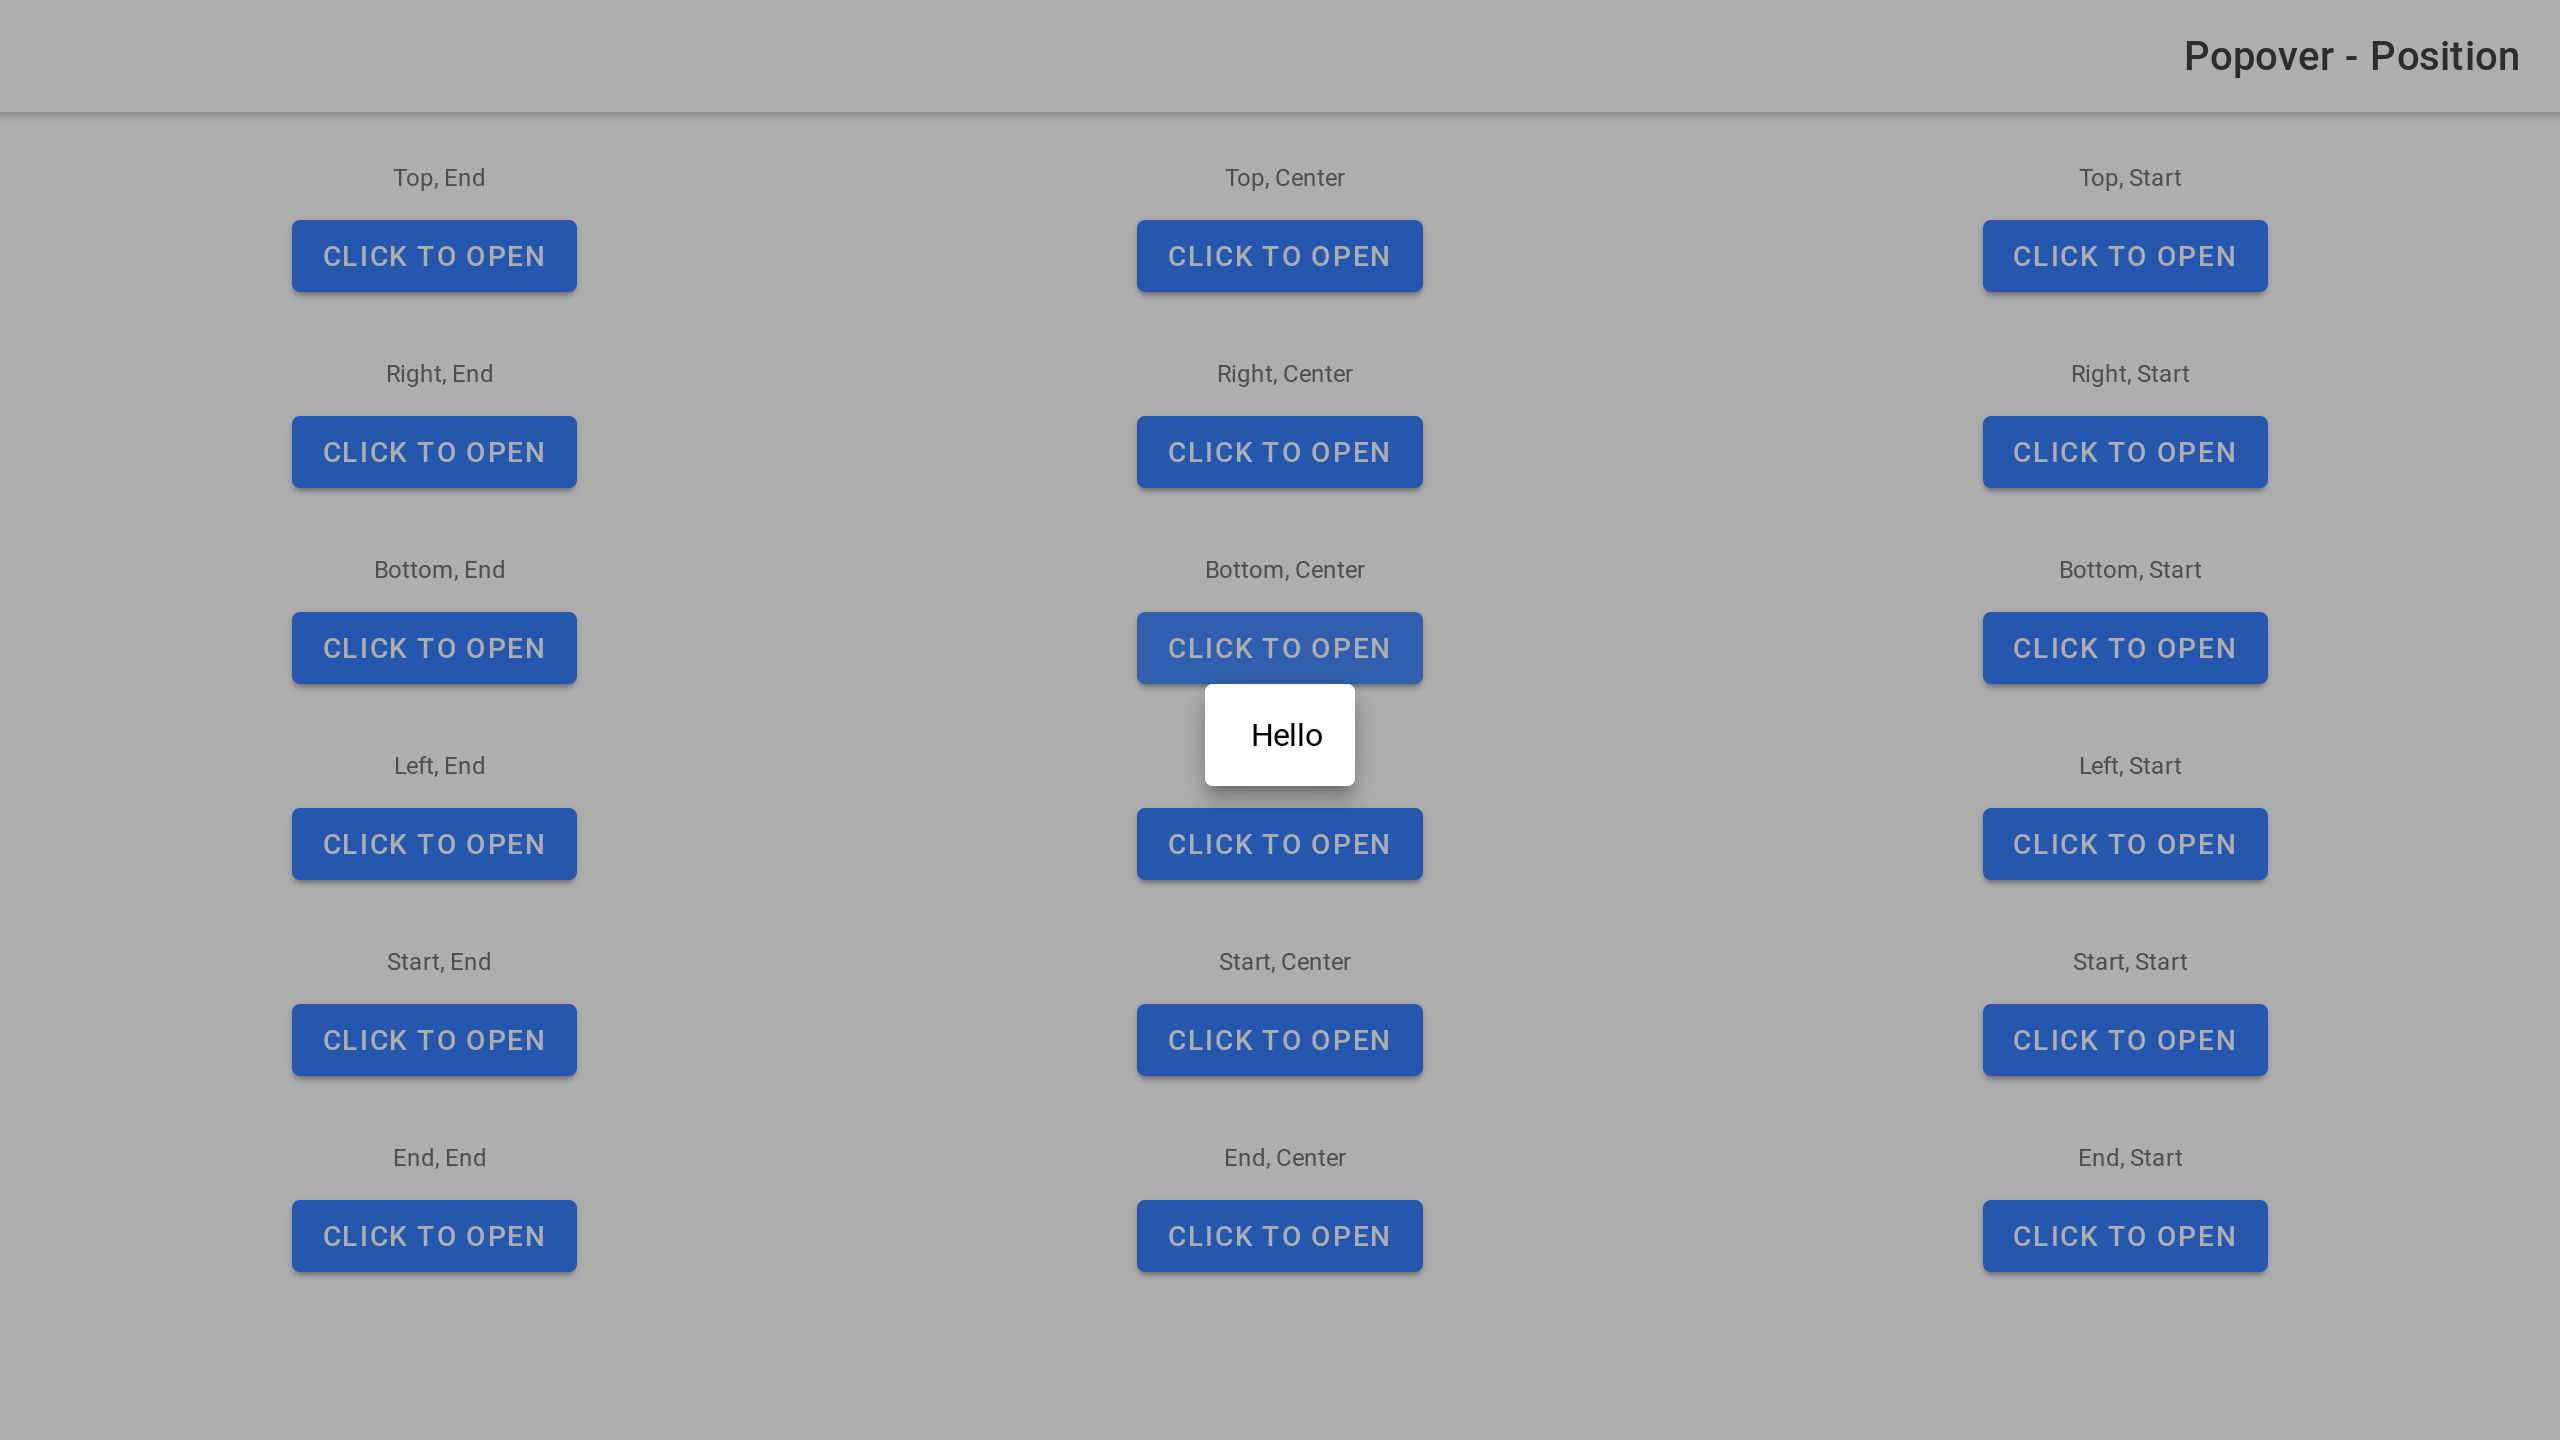 Popover - Position
Top, End
Top, Center
Top, Start
CLICK TO OPEN
CLICK TO OPEN
CLICK TO OPEN
Right, End
Right, Center
Right, Start
CLICK TO OPEN
CLICK TO OPEN
CLICK TO OPEN
Bottom, End
Bottom, Center
Bottom, Start
CLICK TO OPEN
CLICK TO OPEN
CLICK TO OPEN
Hello
Left, End
Left, Start
CLICK TO OPEN
CLICK TO OPEN
CLICK TO OPEN
Start, End
Start, Center
Start, Start
CLICK TO OPEN
CLICK TO OPEN
CLICK TO OPEN
End, End
End, Center
End, Start
CLICK TO OPEN
CLICK TO OPEN
CLICK TO OPEN